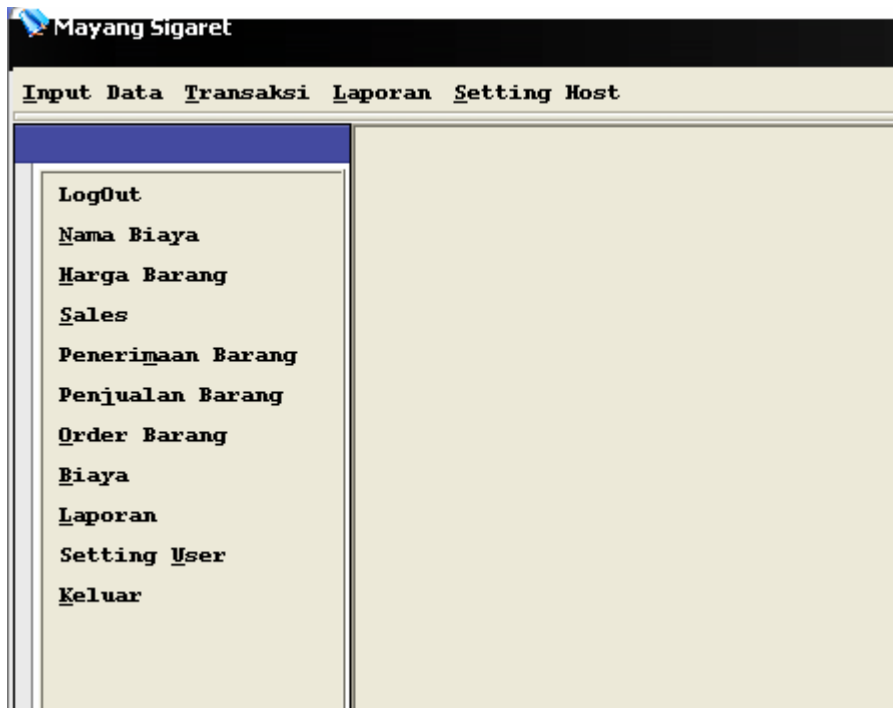 Mayang Sigaret
Input Data Transaksi Laporan Setting Host
LogOut
Nama Biaya
Harga Barang
Sales
Penerimaan Barang
Penjualan Barang
Order Barang
Biaya
Laporan
Setting User
Keluar